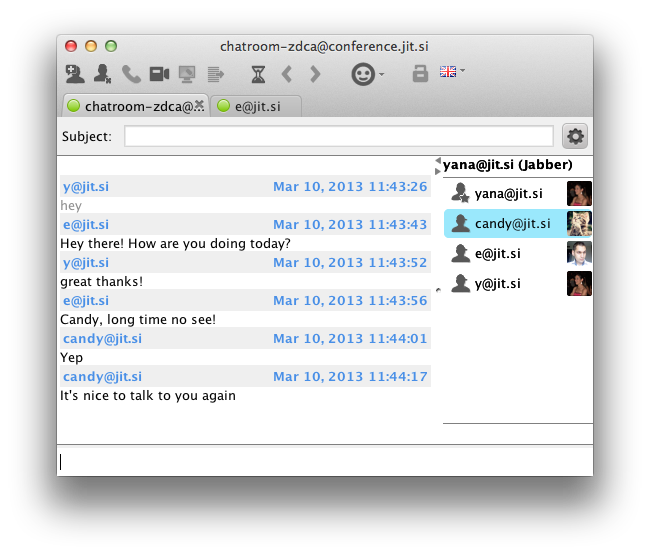 chatroom-zdca@conference.jit.si
chatroom-zdca@... e@jit.si
Subject:
yana@jit.si (Jabber)
y@jit.si Mar 10, 2013 11:43:26
hey
e@jit.si Mar 10, 2013 11:43:43
Hey there! How are you doing today?
y@jit.si Mar 10, 2013 11:43:52
great thanks!
e@jit.si Mar 10, 2013 11:43:56
Candy, long time no see!
candy@jit.si Mar 10, 2013 11:44:01
Yep
candy@jit.si Mar 10, 2013 11:44:17
It's nice to talk to you again
yana@jit.si
candy@jit.si
e@jit.si
y@jit.si